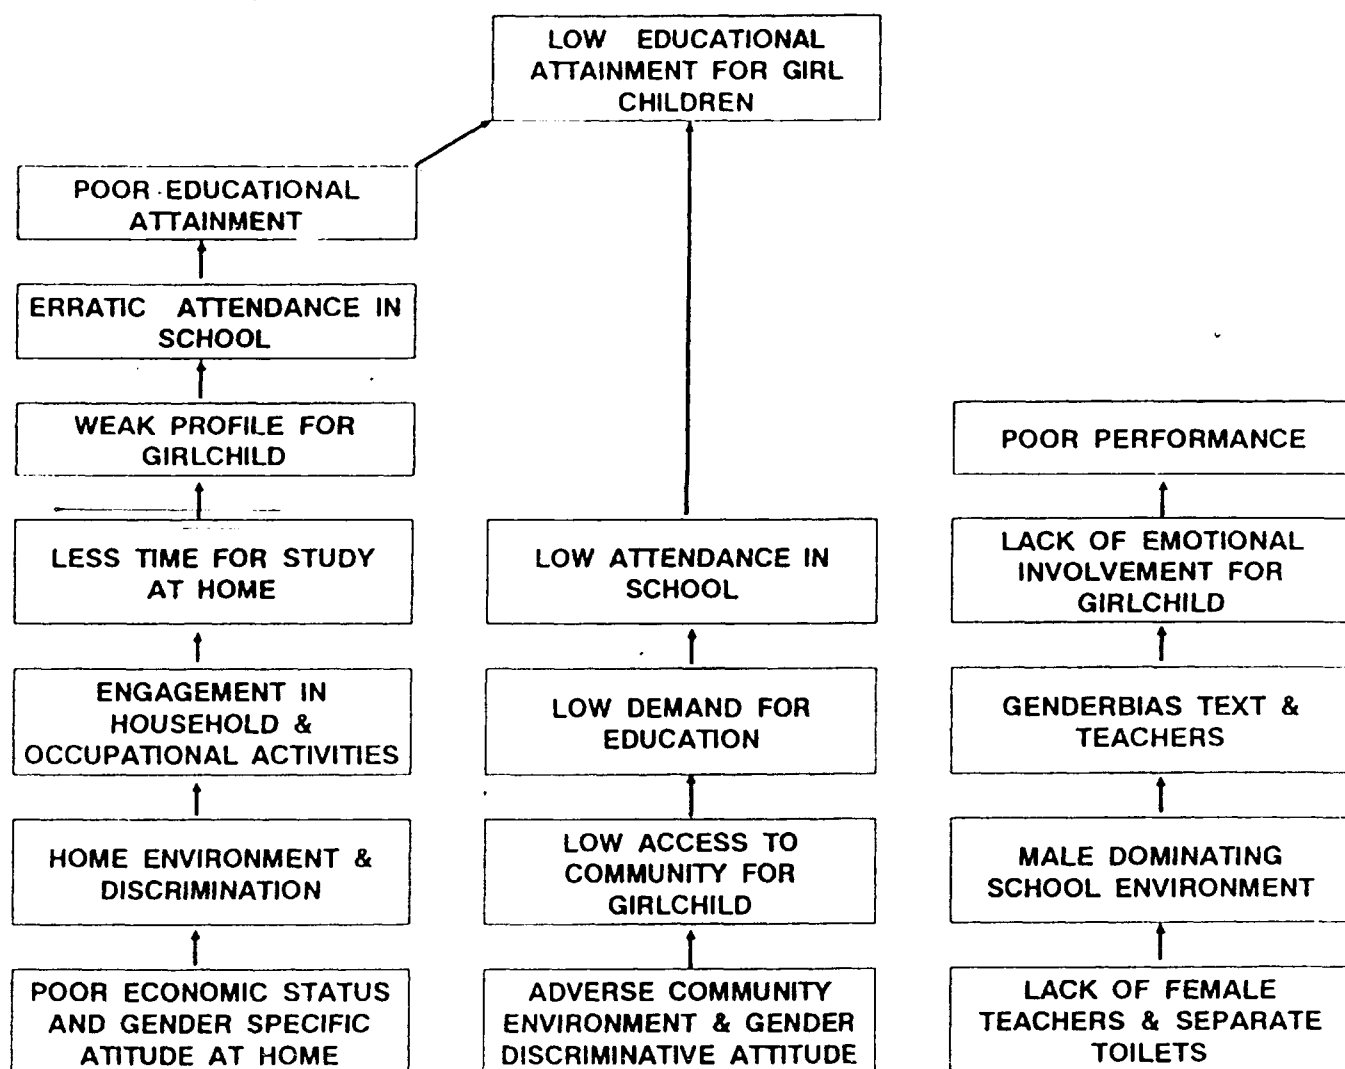 LOW EDUCATIONAL
ATTAINMENT FOR GIRL
CHILDREN
POOR EDUCATIONAL
ATTAINMENT
ERRATIC ATTENDANCE IN
SCHOOL
WEAK PROFILE FOR
GIRLCHILD
LESS TIME FOR STUDY
AT HOME
ENGAGEMENT IN
HOUSEHOLD &
OCCUPATIONAL ACTIVITIES
HOME ENVIRONMENT &
DISCRIMINATION
POOR ECONOMIC STATUS
AND GENDER SPECIFIC
ATITUDE AT HOME
LOW ATTENDANCE IN
SCHOOL
LOW DEMAND FOR
EDUCATION
LOW ACCESS TO
COMMUNITY FOR
GIRLCHILD
ADVERSE COMMUNITY
ENVIRONMENT & GENDER
DISCRIMINATIVE ATTITUDE
POOR PERFORMANCE
LACK OF EMOTIONAL
INVOLVEMENT FOR
GIRLCHILD
GENDERBIAS TEXT &
TEACHERS
MALE DOMINATING
SCHOOL ENVIRONMENT
LACK OF FEMALE
TEACHERS & SEPARATE
TOILETS